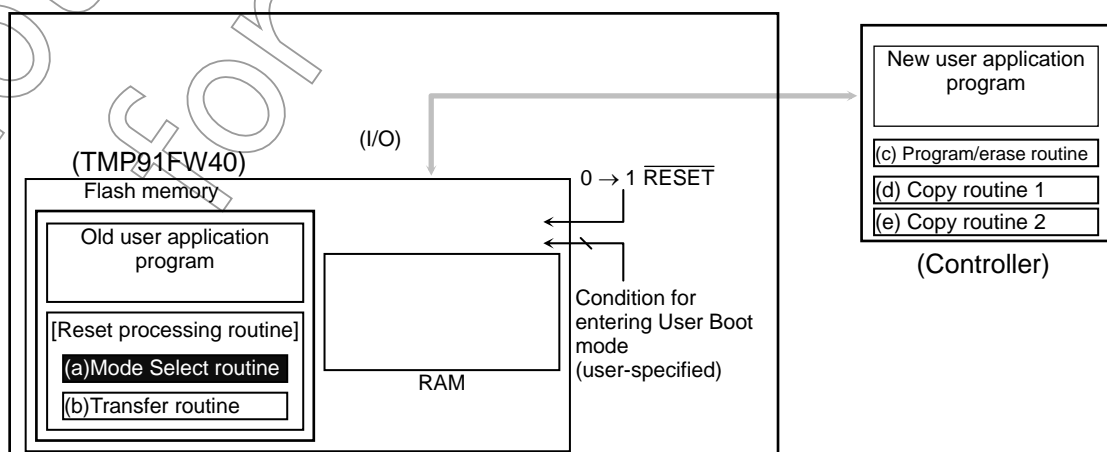 (I/O)
(TMP91FW40)
Flash memory
Old user application
program
[Reset processing routine]
(a)Mode Select routine
(b)Transfer routine
RAM
0 → 1 RESET
Condition for
entering User Boot
mode
(user-specified)
New user application
program
(c) Program/erase routine
(d) Copy routine 1
(e) Copy routine 2
(Controller)
for